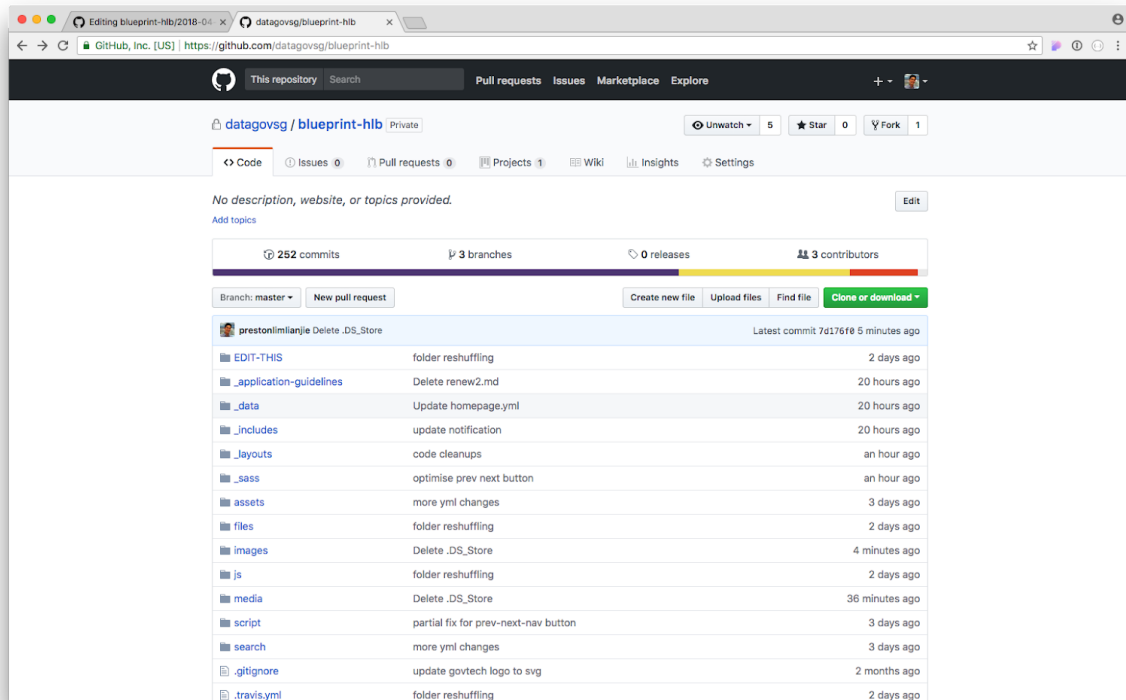 Editing blueprint-hlb/2018-04- datagovsg/blueprint-hlb
GitHub, Inc. [US] https://github.com/datagovsg/blueprint-hlb
This repository Search Pull requests Issues Marketplace Explore
datagovsg / blueprint-hlb Private Unwatch 5 Star 0 Fork 1
Code Issues 0 Pull requests 0 Projects 1 Wiki Insights Settings
No description, website, or topics provided. Edit
Add topics
252 commits 3 branches 0 releases 3 contributors
Branch: master New pull request Create new file Upload files Find file Clone or download
prestonlimlianjie Delete .DS_Store Latest commit 7d176f0 5 minutes ago
EDIT-THIS folder reshuffling 2 days ago
_application-guidelines Delete renew2.md 20 hours ago
_data Update homepage.yml 20 hours ago
_includes update notification 20 hours ago
_layouts code cleanups an hour ago
_sass optimise prev next button an hour ago
assets more yml changes 3 days ago
files folder reshuffling 2 days ago
images Delete .DS_Store 4 minutes ago
js folder reshuffling 2 days ago
media Delete .DS_Store 36 minutes ago
script partial fix for prev-next-nav button 3 days ago
search more yml changes 3 days ago
.gitignore update govtech logo to svg 2 months ago
.travis.yml folder reshuffling 2 days ago